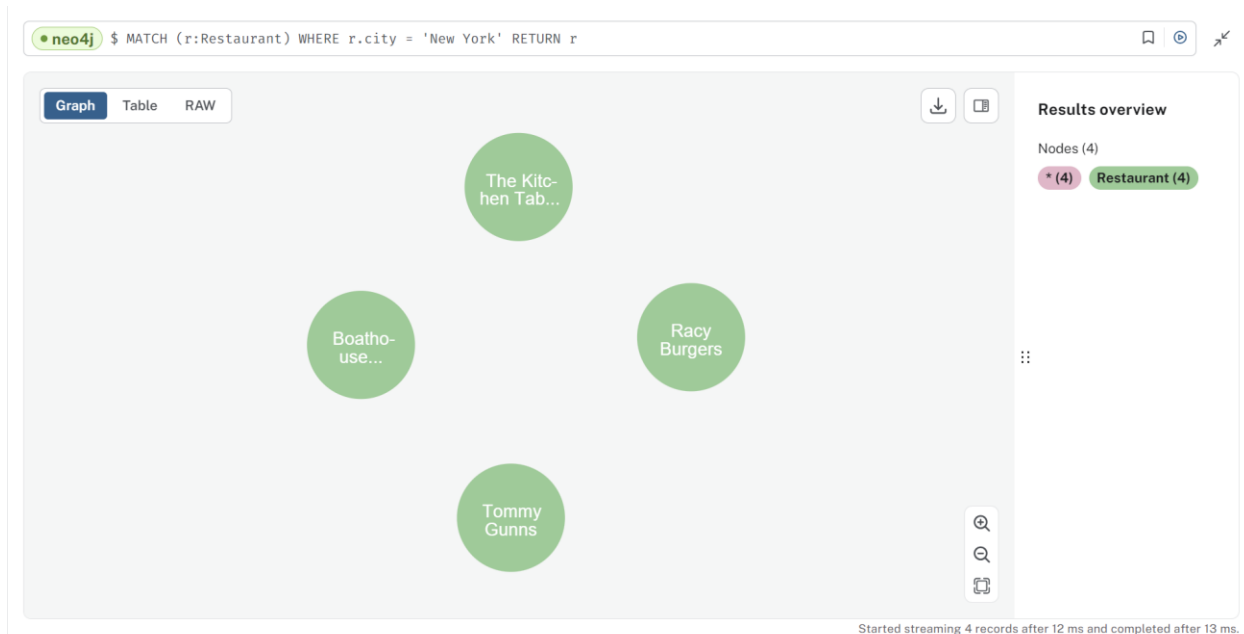 neo4j $ MATCH (r:Restaurant) WHERE r.city = 'New York' RETURN r
Graph Table RAW
Results overview
Nodes (4)
* (4) Restaurant (4)
The Kitc-
hen Tab...
Boatho-
use...
Racy
Burgers
Tommy
Gunns
Started streaming 4 records after 12 ms and completed after 13 ms.